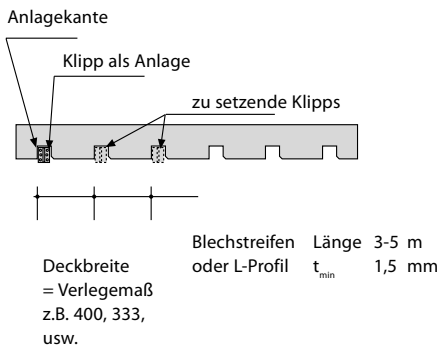 Anlagekante
Klipp als Anlage
zu setzende Klipps
Blechstreifen Länge 3-5 m
oder L-Profil tmin 1,5 mm
Deckbreite
= Verlegemaß
z.B. 400, 333,
usw.